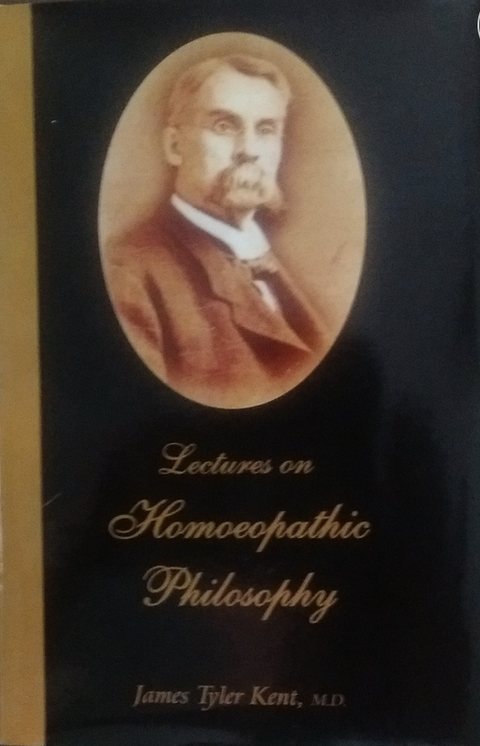 Lectures on
Homoeopathic
Philosophy
James Tyler Kent, M.D.